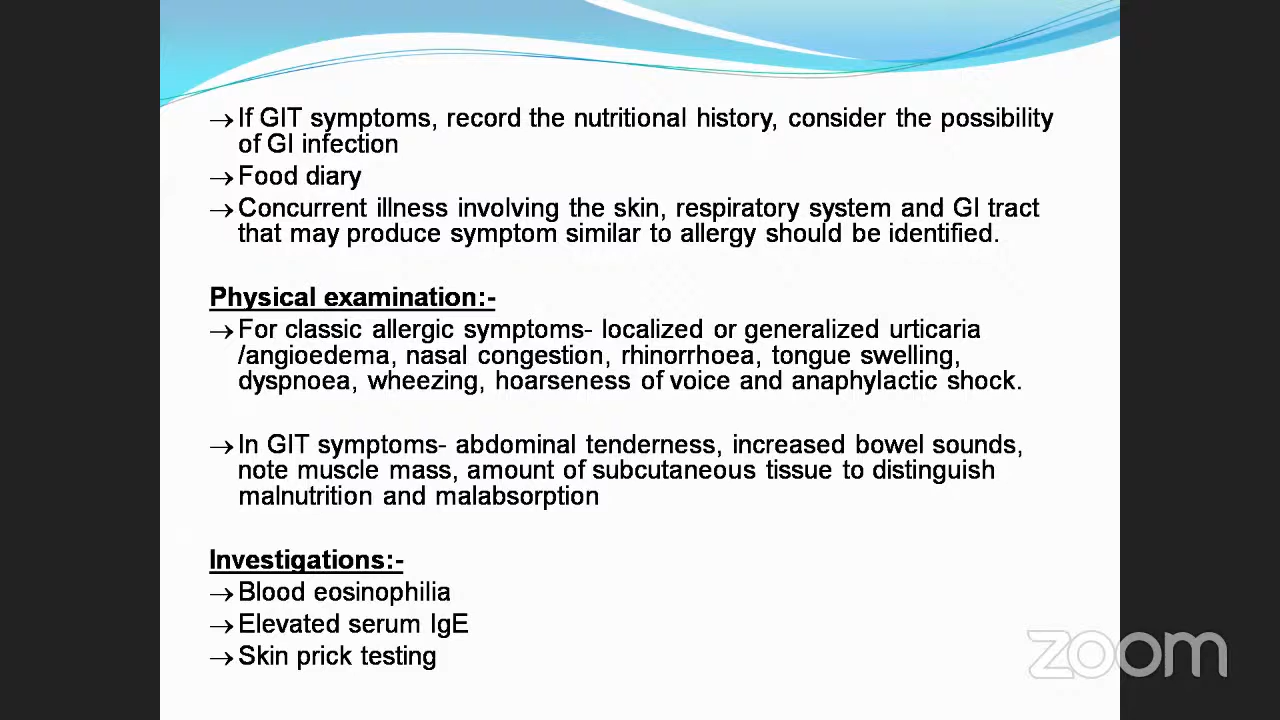 → If GIT symptoms, record the nutritional history, consider the possibility
of GI infection
→ Food diary
→ Concurrent illness involving the skin, respiratory system and GI tract
that may produce symptom similar to allergy should be identified.
Physical examination:-
→ For classic allergic symptoms- localized or generalized urticaria
/angioedema, nasal congestion, rhinorrhoea, tongue swelling,
dyspnoea, wheezing, hoarseness of voice and anaphylactic shock.
→ In GIT symptoms- abdominal tenderness, increased bowel sounds,
note muscle mass, amount of subcutaneous tissue to distinguish
malnutrition and malabsorption
Investigations:-
→ Blood eosinophilia
→ Elevated serum IgE
→ Skin prick testing
zoom